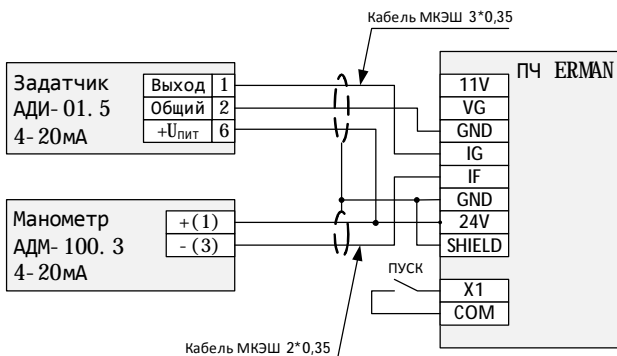 Кабель МКЭШ 3*0,35
Задатчик
АДИ-01.5
4-20мА
Выход 1
Общий 2
+Uпит 6
Манометр
АДМ-100.3
4-20мА
+(1)
-(3)
ПЧ ERMAN
11V
VG
GND
IG
IF
GND
24V
SHIELD
ПУСК
X1
COM
Кабель МКЭШ 2*0,35